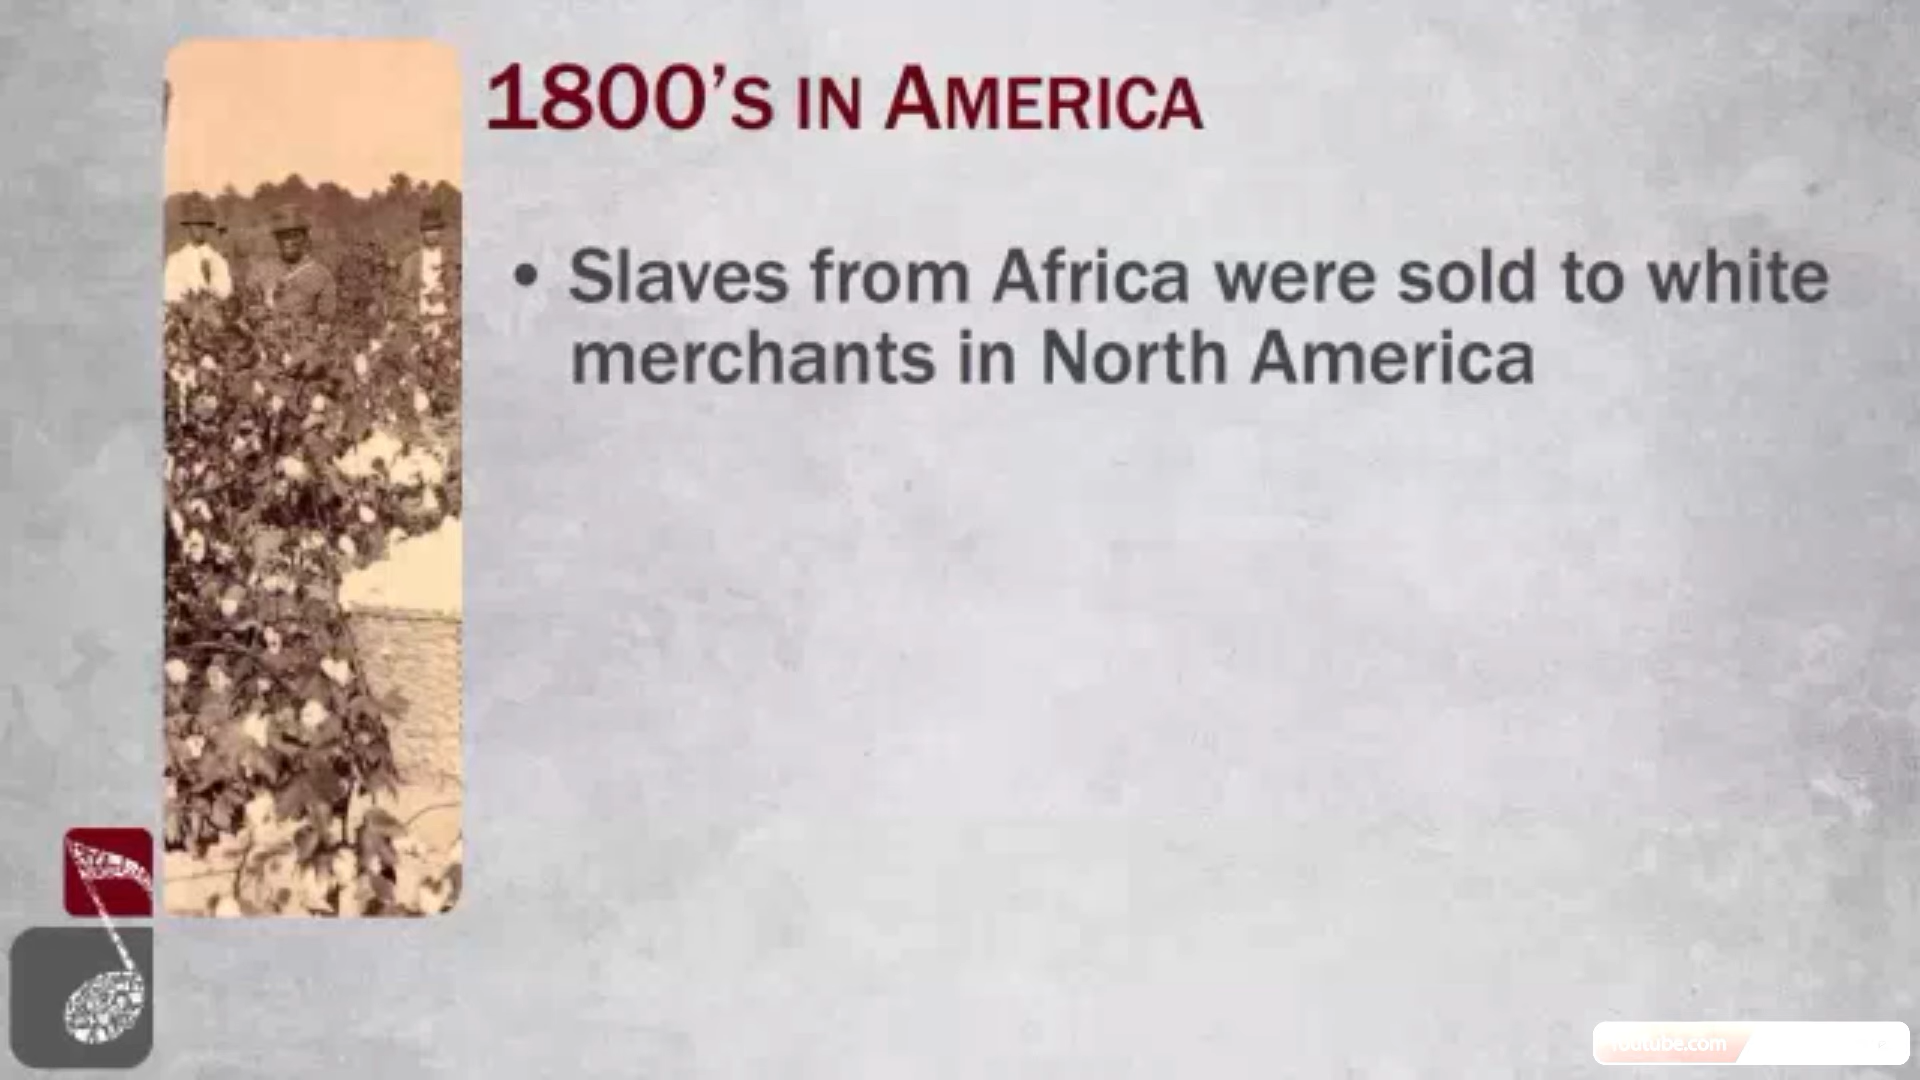 1800's in America
• Slaves from Africa were sold to white
merchants in North America
Youtube.com